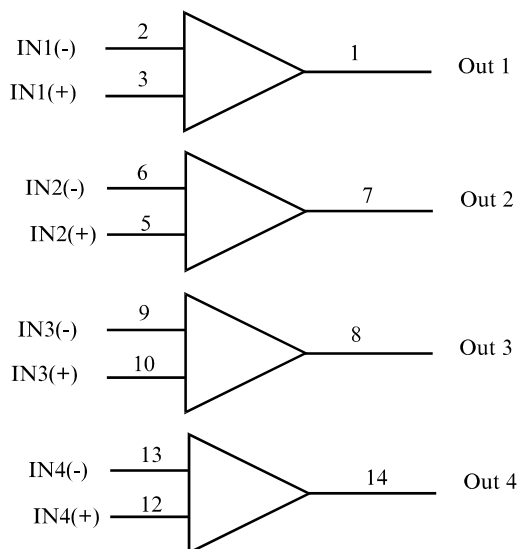 IN1(-) 2
IN1(+) 3
1 Out 1
IN2(-) 6
IN2(+) 5
7 Out 2
IN3(-) 9
IN3(+) 10
8 Out 3
IN4(-) 13
IN4(+) 12
14 Out 4